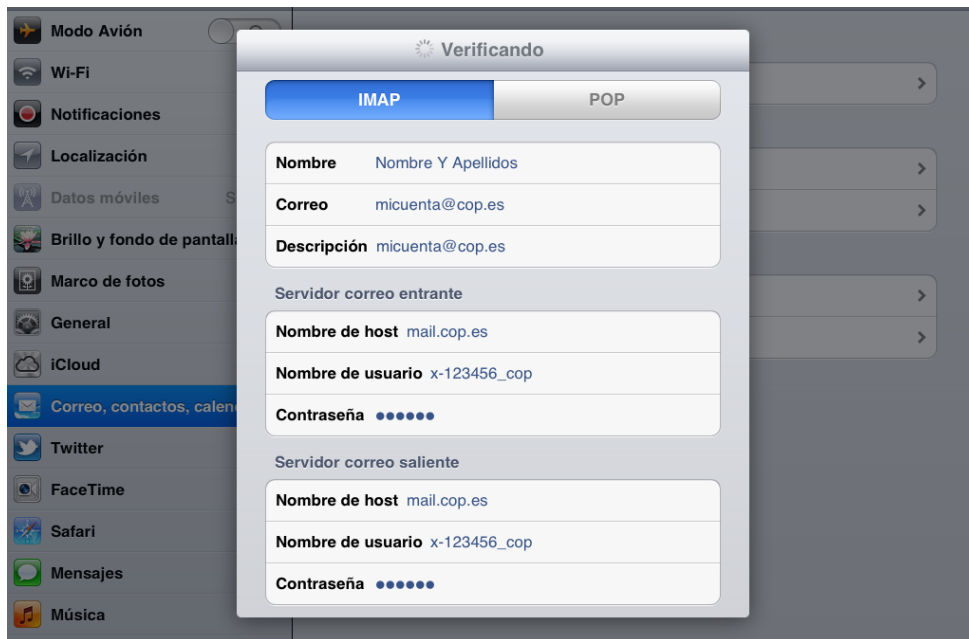 Modo Avión
Wi-Fi
Notificaciones
Localización
Datos móviles
Brillo y fondo de pantall
Marco de fotos
General
iCloud
Correo, contactos, calen
Twitter
FaceTime
Safari
Mensajes
Música
Verificando
IMAP POP
Nombre Nombre Y Apellidos
Correo micuenta@cop.es
Descripción micuenta@cop.es
Servidor correo entrante
Nombre de host mail.cop.es
Nombre de usuario x-123456_cop
Contraseña ●●●●●●
Servidor correo saliente
Nombre de host mail.cop.es
Nombre de usuario x-123456_cop
Contraseña ●●●●●●